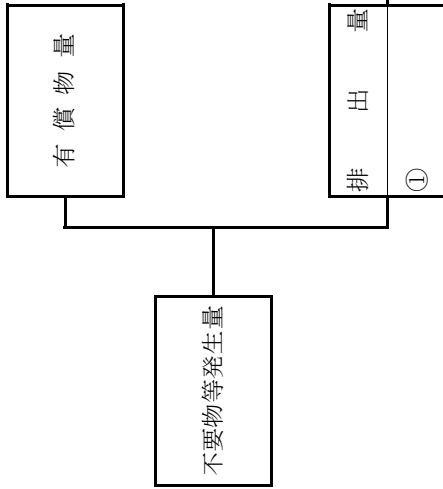 有償物量
排出量
①
不要物等発生量